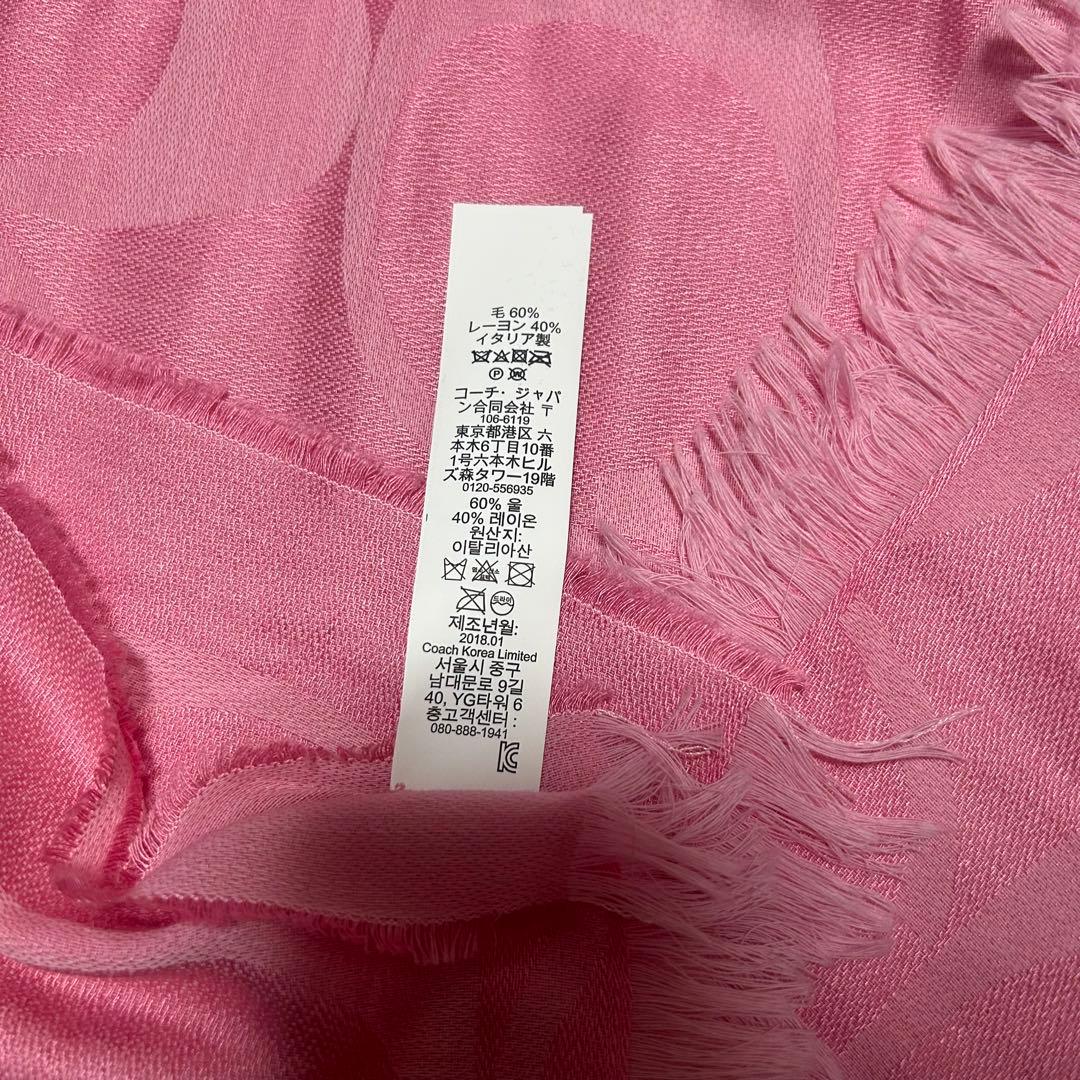 毛 60%
レーヨン 40%
イタリア製
P W
コーチ・ジャパ
ン合同会社 〒
106-6119
東京都港区 六
本木6丁目10番
1号六本木ヒル
ズ森タワー19階
0120-556935
60% 울
40% 레이온
원산지:
이탈리아산
드라이
제조년월:
2018.01
Coach Korea Limited
서울시 중구
남대문로 9길
40, YG타워 6
층고객센터 :
080-888-1941